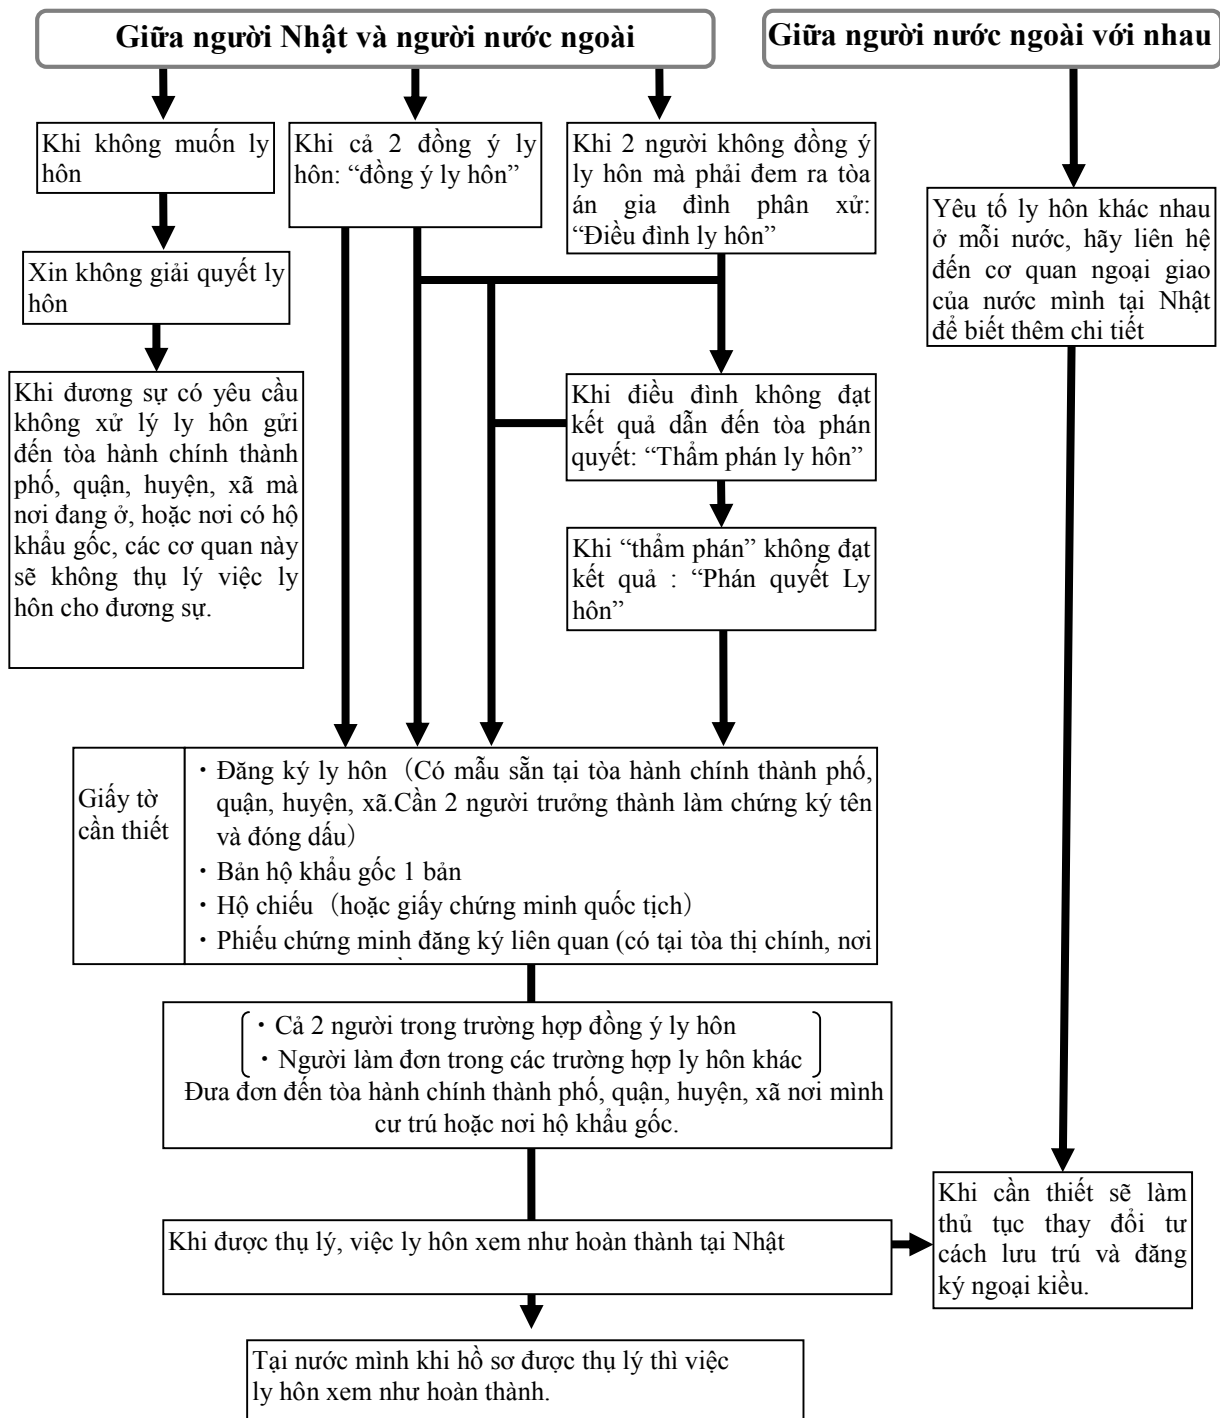 Giữa người Nhật và người nước ngoài
Giữa người nước ngoài với nhau
Khi không muốn ly
hôn
Khi cả 2 đồng ý ly
hôn: “đồng ý ly hôn”
Khi 2 người không đồng ý
ly hôn mà phải đem ra tòa
án gia đình phân xử:
“Điều đình ly hôn”
Yêu tố ly hôn khác nhau
ở mỗi nước, hãy liên hệ
đến cơ quan ngoại giao
của nước mình tại Nhật
để biết thêm chi tiết
Xin không giải quyết ly
hôn
Khi đương sự có yêu cầu
không xử lý ly hôn gửi
đến tòa hành chính thành
phố, quận, huyện, xã mà
nơi đang ở, hoặc nơi có hộ
khẩu gốc, các cơ quan này
sẽ không thụ lý việc ly
hôn cho đương sự.
Khi điều đình không đạt
kết quả dẫn đến tòa phán
quyết: “Thẩm phán ly hôn”
Khi “thẩm phán” không đạt
kết quả : “Phán quyết Ly
hôn”
Giấy tờ
cần thiết
・Đăng ký ly hôn（Có mẫu sẵn tại tòa hành chính thành phố,
quận, huyện, xã.Cần 2 người trưởng thành làm chứng ký tên
và đóng dấu）
・Bản hộ khẩu gốc 1 bản
・Hộ chiếu（hoặc giấy chứng minh quốc tịch）
・Phiếu chứng minh đăng ký liên quan (có tại tòa thị chính, nơi
・Cả 2 người trong trường hợp đồng ý ly hôn
・Người làm đơn trong các trường hợp ly hôn khác
Đưa đơn đến tòa hành chính thành phố, quận, huyện, xã nơi mình
cư trú hoặc nơi hộ khẩu gốc.
Khi được thụ lý, việc ly hôn xem như hoàn thành tại Nhật
Khi cần thiết sẽ làm
thủ tục thay đổi tư
cách lưu trú và đăng
ký ngoại kiều.
Tại nước mình khi hồ sơ được thụ lý thì việc
ly hôn xem như hoàn thành.